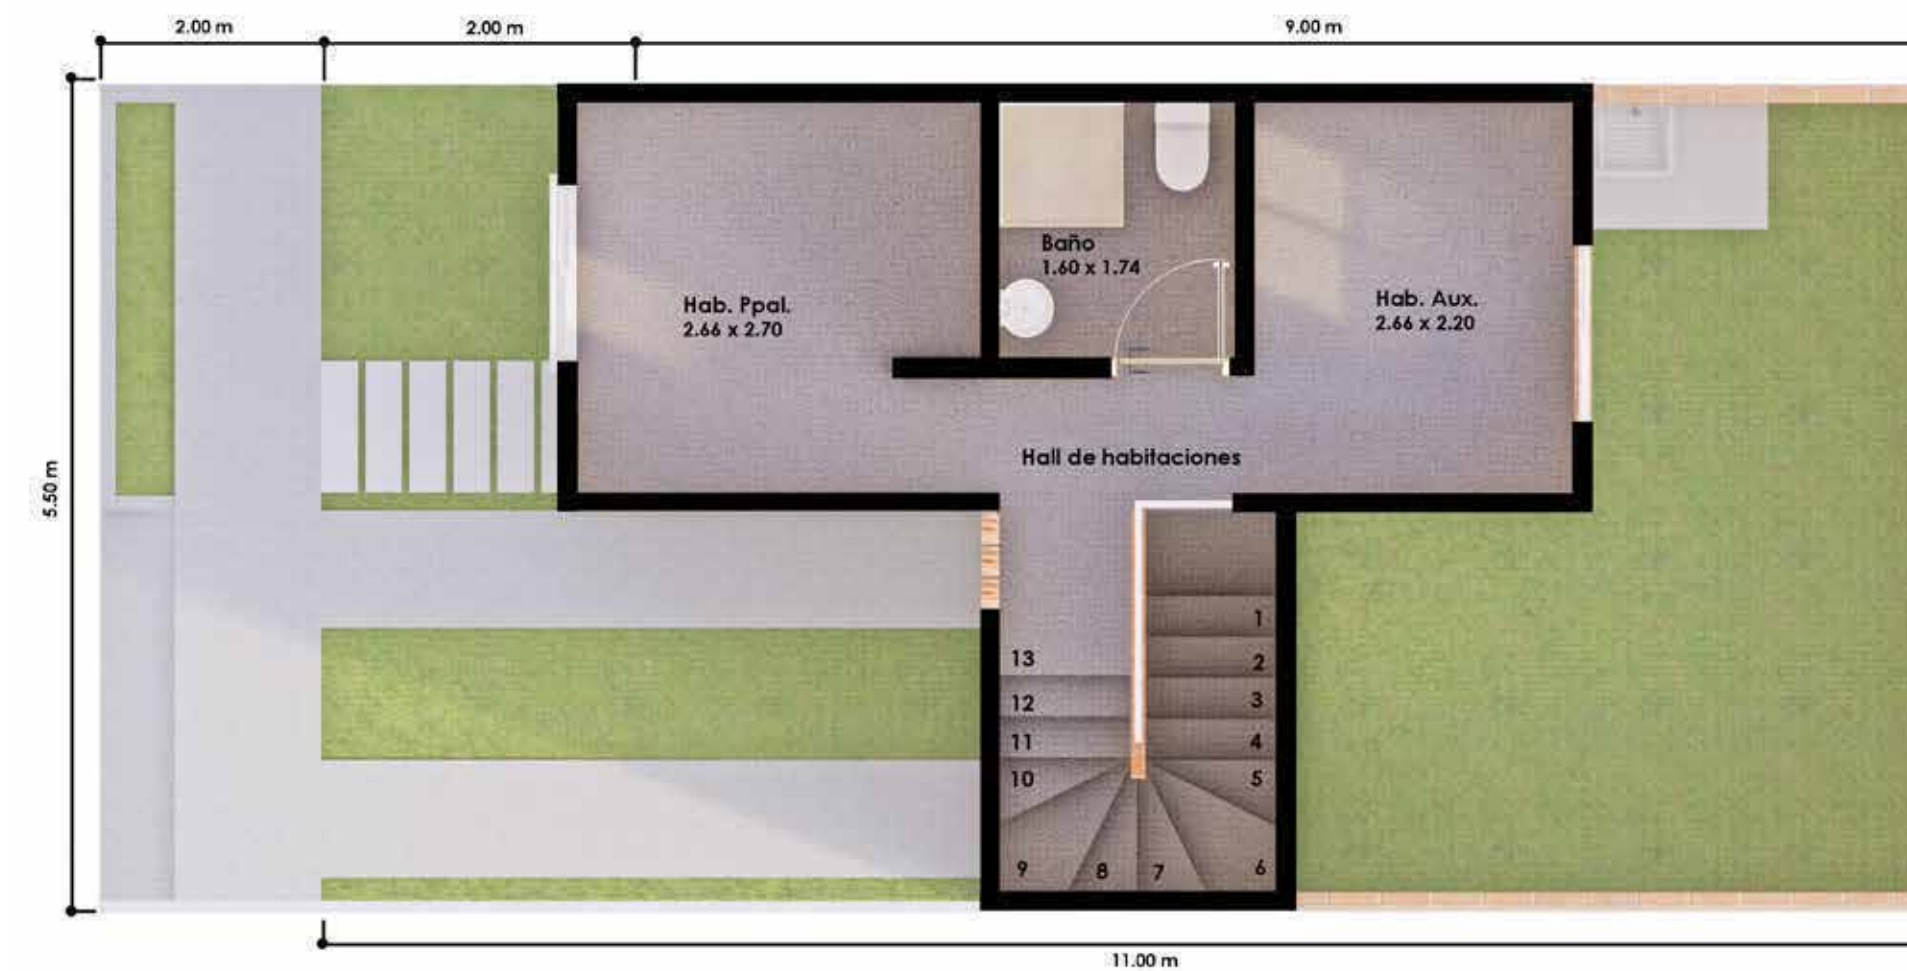 2.00 m
2.00 m
9.00 m
5.50 m
Baño
1.60 x 1.74
Hab. Ppal.
2.66 x 2.70
Hab. Aux.
2.66 x 2.20
Hall de habitaciones
1
2
3
4
5
6
7
8
9
10
11
12
13
11.00 m